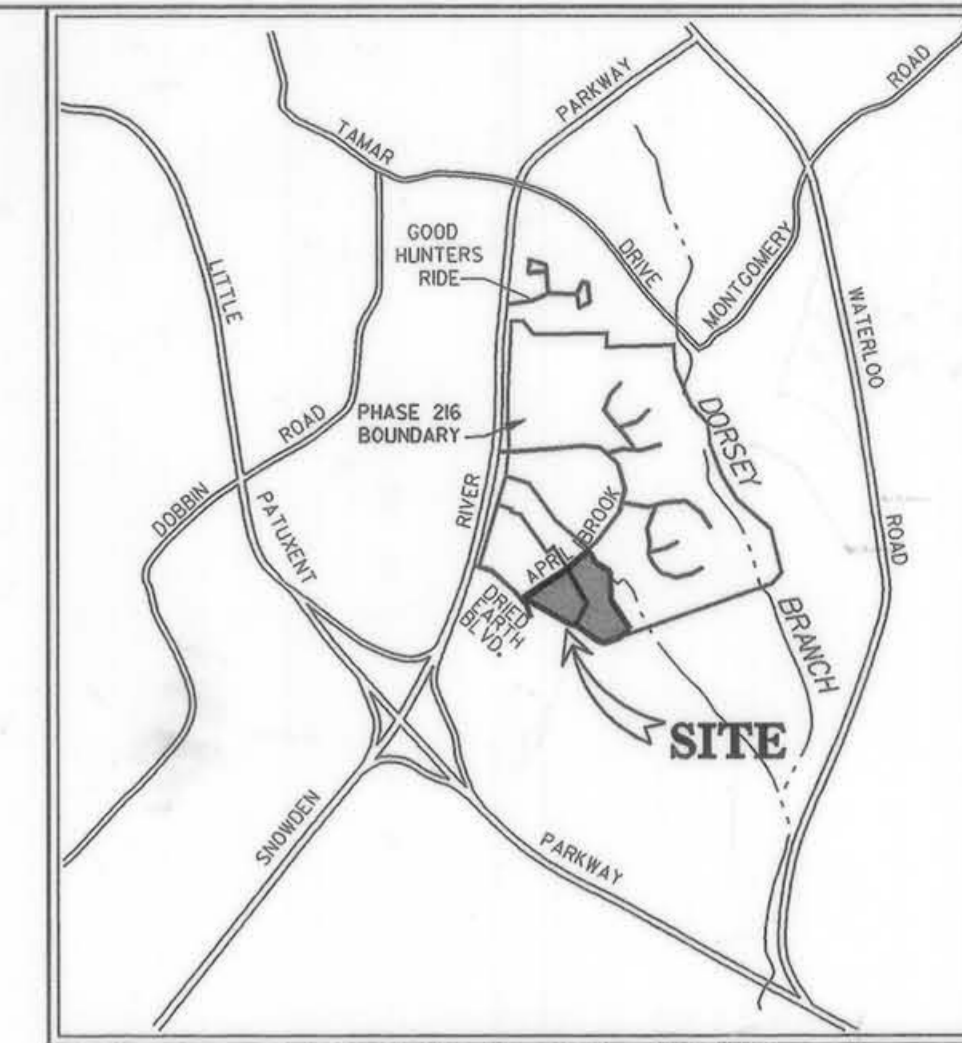 PARKWAY
ROAD
TAMAR
GOOD
HUNTERS
RIDE
DRIVE
MONTGOMERY
LITTLE
WATERLOO
PHASE 216
BOUNDARY
ROAD
DORSEY
DOBBIN
PATUXENT
RIVER
APRIL BROOK
ROAD
DRIED
EARTH
BLVD.
BRANCH
SITE
SNOWDEN
PARKWAY